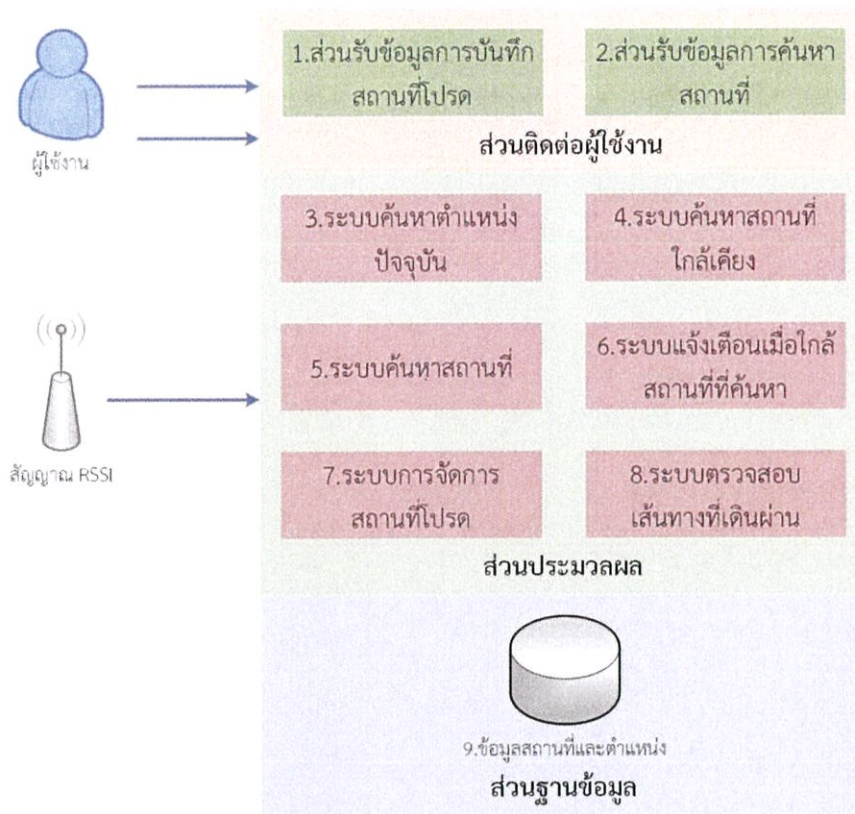 1.ส่วนรับข้อมูลการบันทึก
สถานที่โปรด
2.ส่วนรับข้อมูลการค้นหา
สถานที่
ผู้ใช้งาน
ส่วนติดต่อผู้ใช้งาน
3.ระบบค้นหาตำแหน่ง
ปัจจุบัน
4.ระบบค้นหาสถานที่
ใกล้เคียง
5.ระบบค้นหาสถานที่
6.ระบบแจ้งเตือนเมื่อใกล้
สถานที่ที่ค้นหา
สัญญาณ RSSI
7.ระบบการจัดการ
สถานที่โปรด
8.ระบบตรวจสอบ
เส้นทางที่เดินผ่าน
ส่วนประมวลผล
9.ข้อมูลสถานที่และตำแหน่ง
ส่วนฐานข้อมูล